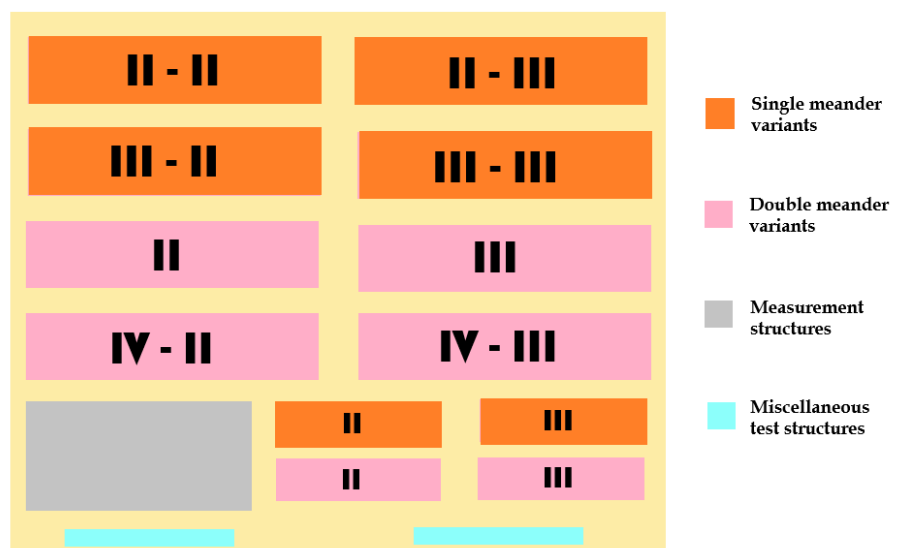 II - II
II - III
III - II
III - III
II
III
IV - II
IV - III
II
III
II
III
Single meander
variants
Double meander
variants
Measurement
structures
Miscellaneous
test structures